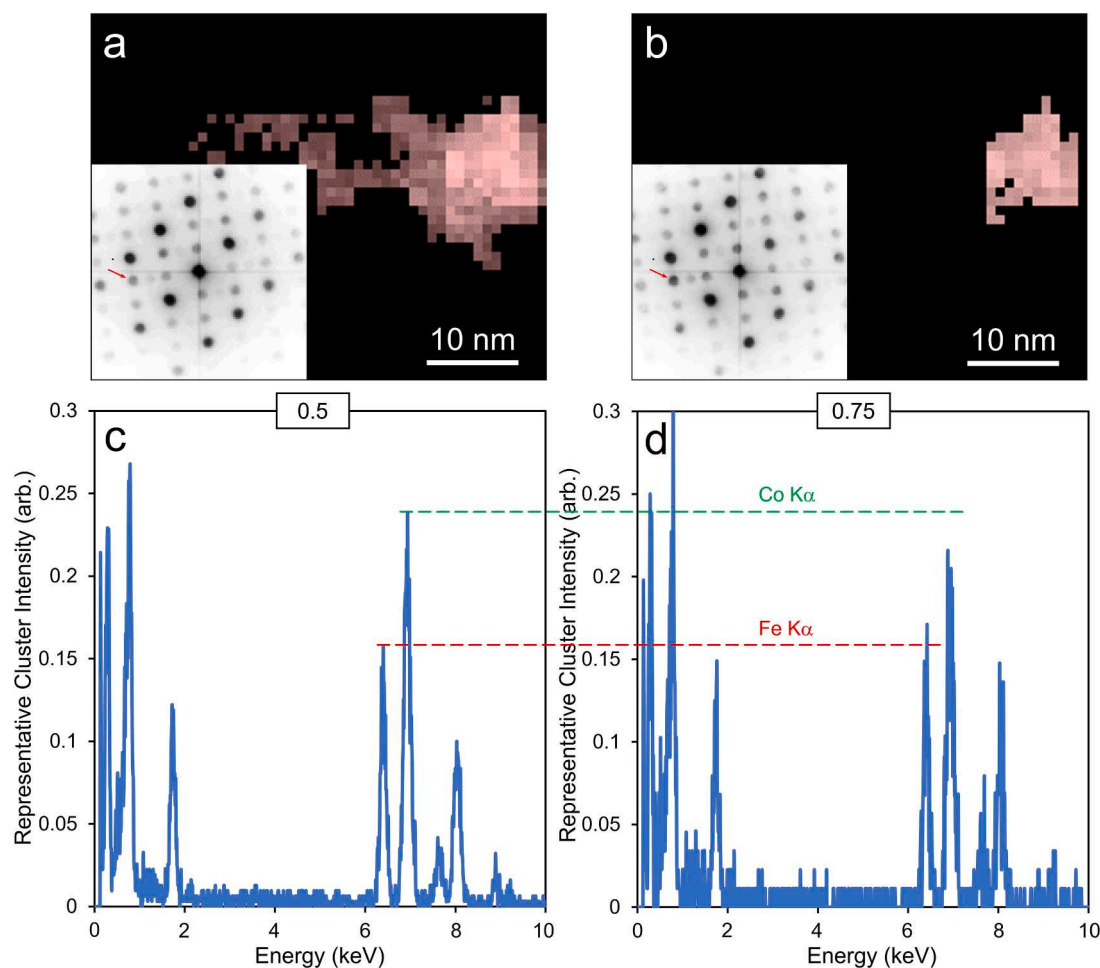 a
b
10 nm
10 nm
0.5
0.75
c
d
0.3
0.25
0.2
0.15
0.1
0.05
0
0.3
0.25
0.2
0.15
0.1
0.05
0
Representative Cluster Intensity (arb.)
Representative Cluster Intensity (arb.)
Co Kα
Fe Kα
0 2 4 6 8 10
0 2 4 6 8 10
Energy (keV)
Energy (keV)